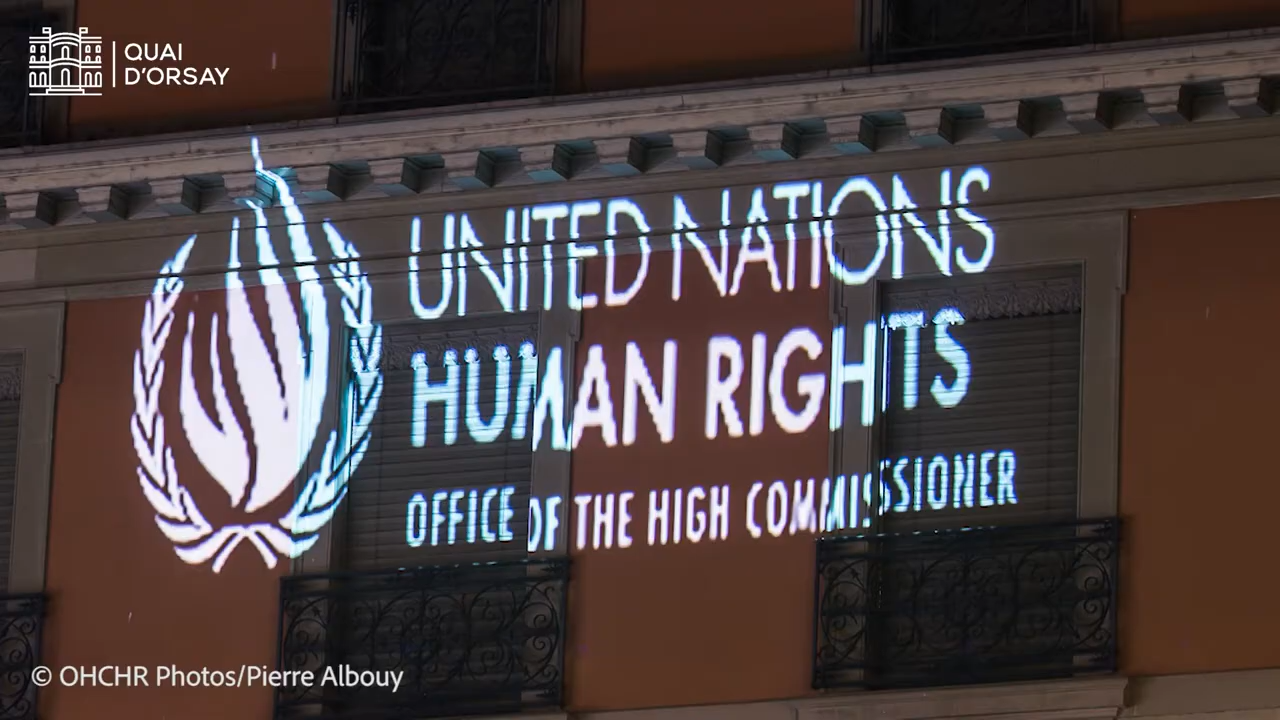 QUAI
D'ORSAY
UNITED NATIONS
HUMAN RIGHTS
OFFICE OF THE HIGH COMMISSIONER
© OHCHR Photos/Pierre Albouy